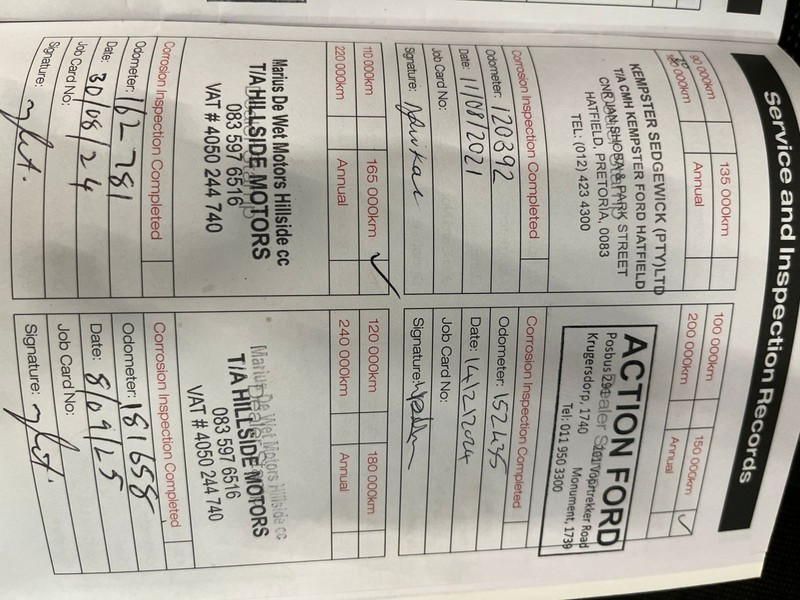 Service and Inspection Records
90 000km
135 000km
180 000km
Annual
KEMPSTER SEDGEWICK (PTY)LTD
T/A CMH KEMPSTER FORD HATFIELD
CNR JAN SHOBA & PARK STREET
HATFIELD, PRETORIA, 0083
TEL: (012) 423 4300
Corrosion Inspection Completed
Odometer: 120392
Date: 11/08/2021
Job Card No:
Signature:
100 000km
150 000km
200 000km
Annual ✓
ACTION FORD
Posbus
Voortrekker Road
Krugersdorp, 1740
Monument, 1739
Tel: 011 950 3300
Corrosion Inspection Completed
Odometer: 152435
Date: 14/2/2024
Job Card No:
Signature:
110 000km
165 000km ✓
220 000km
Annual
Marius De Wet Motors Hillside cc
T/A HILLSIDE MOTORS
083 597 6516
VAT # 4050 244 740
Corrosion Inspection Completed
Odometer: 162-781
Date: 30/08/24
Job Card No:
Signature:
120 000km
180 000km
240 000km
Annual
Marius De Wet Motors Hillside cc
T/A HILLSIDE MOTORS
083 597 6516
VAT # 4050 244 740
Corrosion Inspection Completed
Odometer: 181658
Date: 8/09/25
Job Card No:
Signature: